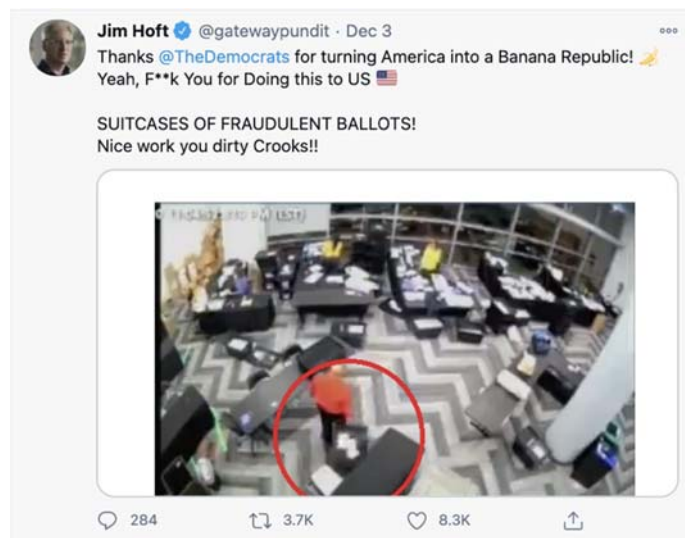 Jim Hoft @gatewaypundit · Dec 3
Thanks @TheDemocrats for turning America into a Banana Republic!
Yeah, F**k You for Doing this to US
SUITCASES OF FRAUDULENT BALLOTS!
Nice work you dirty Crooks!!
284
3.7K
8.3K